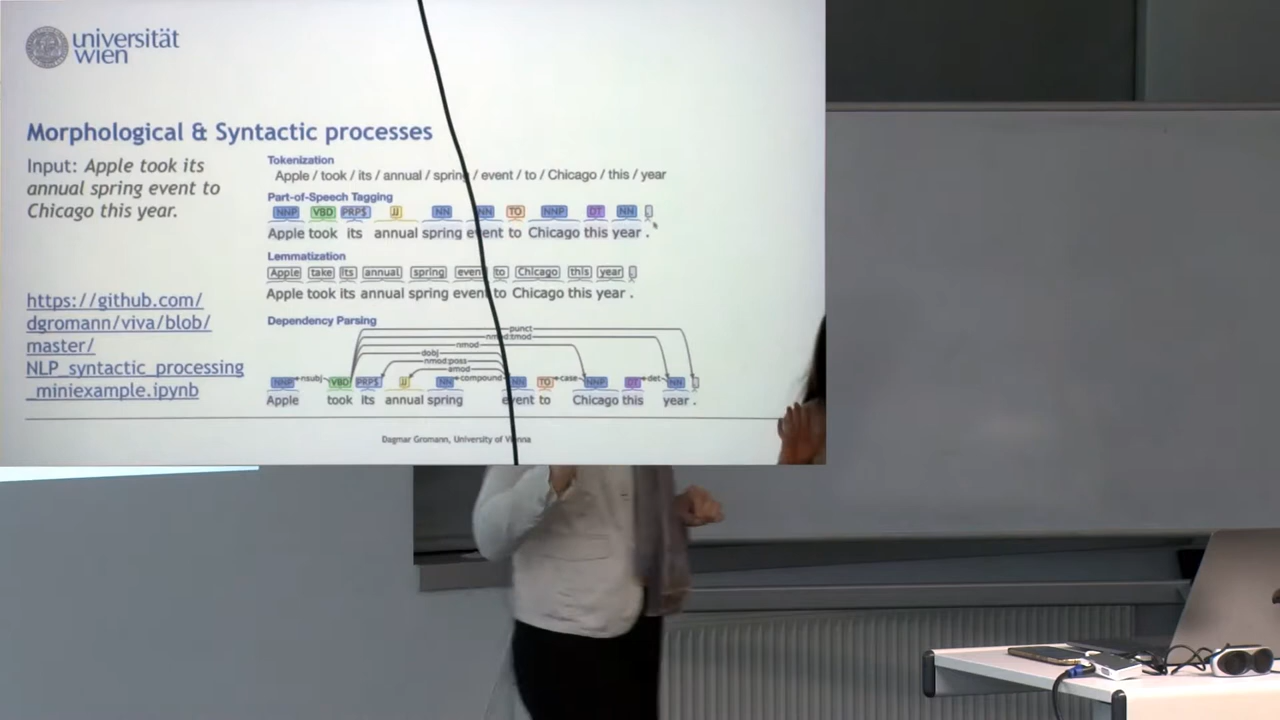 universität
wien
Morphological & Syntactic processes
Input: Apple took its
annual spring event to
Chicago this year.
https://github.com/
dgromann/viva/blob/
master/
NLP_syntactic_processing
_miniexample.ipynb
Tokenization
Apple / took / its / annual / spring / event / to / Chicago / this / year
Part-of-Speech Tagging
NNP VBD PRP$ JJ NN NN TO NNP DT NN .
Apple took its annual spring event to Chicago this year .
Lemmatization
Apple take its annual spring event to Chicago this year .
Apple took its annual spring event to Chicago this year .
Dependency Parsing
punct
nmod:tmod
nmod
dobj
nmod:poss
amod
NNP nsubj VBD PRP$ JJ NN compound NN TO case NNP DT det NN .
Apple took its annual spring event to Chicago this year .
Dagmar Gromann, University of Vienna